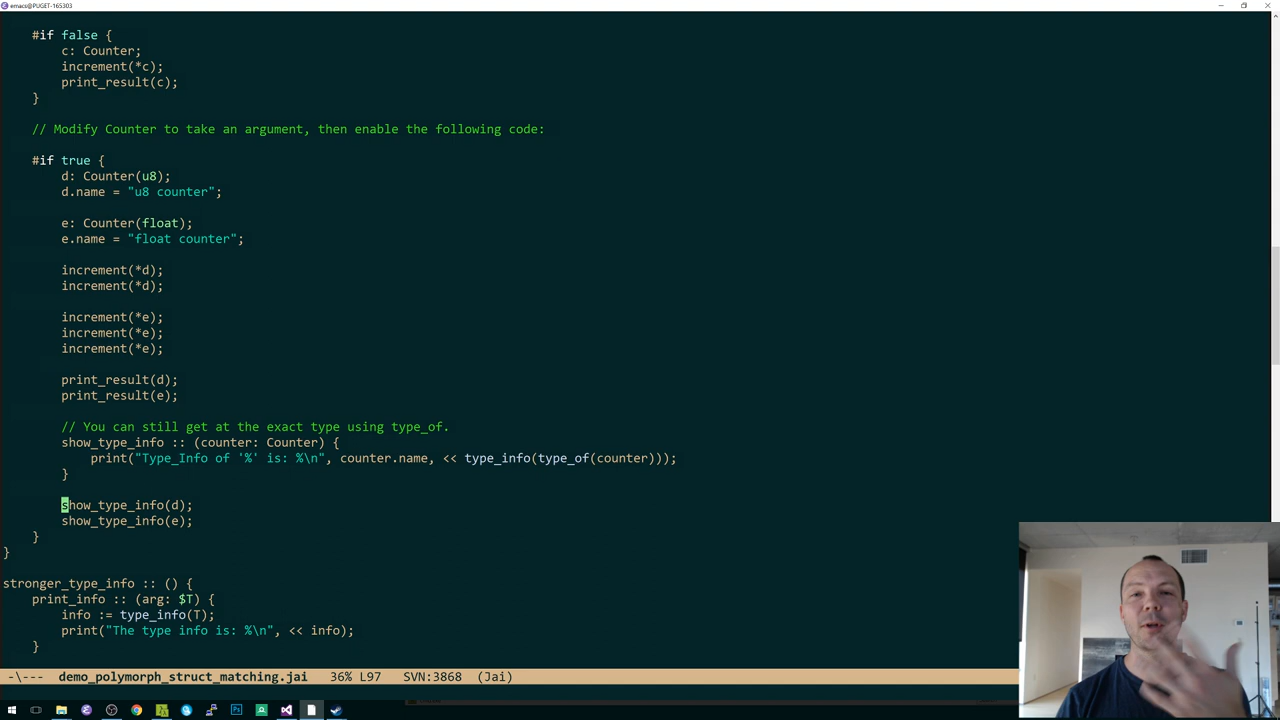 emacs@PUGET-165303
#if false {
c: Counter;
increment(*c);
print_result(c);
}
// Modify Counter to take an argument, then enable the following code:
#if true {
d: Counter(u8);
d.name = "u8 counter";
e: Counter(float);
e.name = "float counter";
increment(*d);
increment(*d);
increment(*e);
increment(*e);
increment(*e);
print_result(d);
print_result(e);
// You can still get at the exact type using type_of.
show_type_info :: (counter: Counter) {
print("Type_Info of '%' is: %\n", counter.name, << type_info(type_of(counter)));
}
show_type_info(d);
show_type_info(e);
}
}
stronger_type_info :: () {
print_info :: (arg: $T) {
info := type_info(T);
print("The type info is: %\n", << info);
}
-\--- demo_polymorph_struct_matching.jai 36% L97 SVN:3868 (Jai)